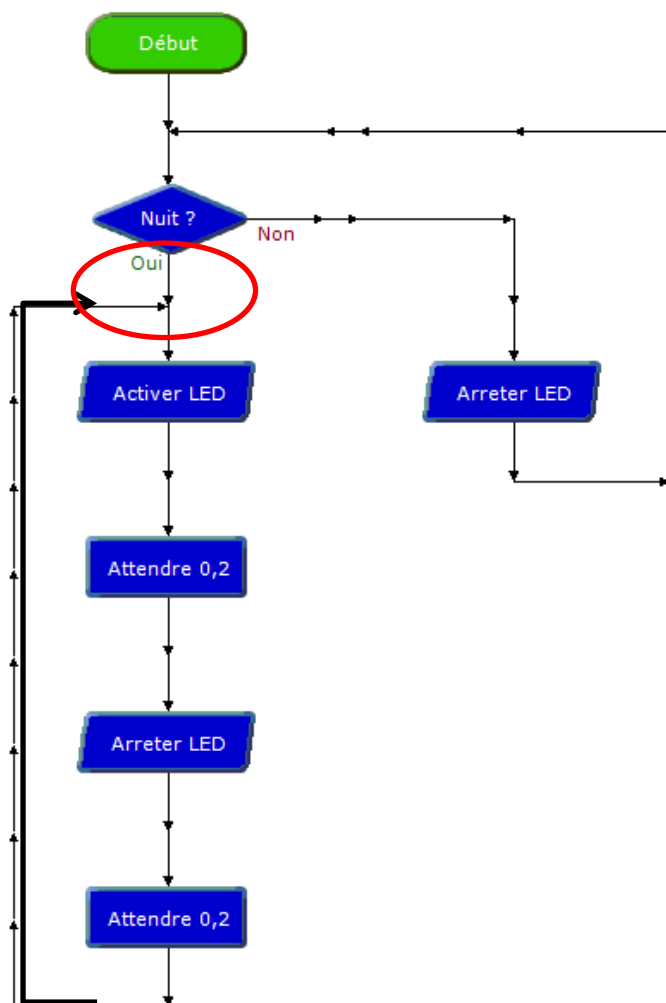 Début
Nuit ?
Non
Oui
Activer LED
Arreter LED
Attendre 0,2
Arreter LED
Attendre 0,2